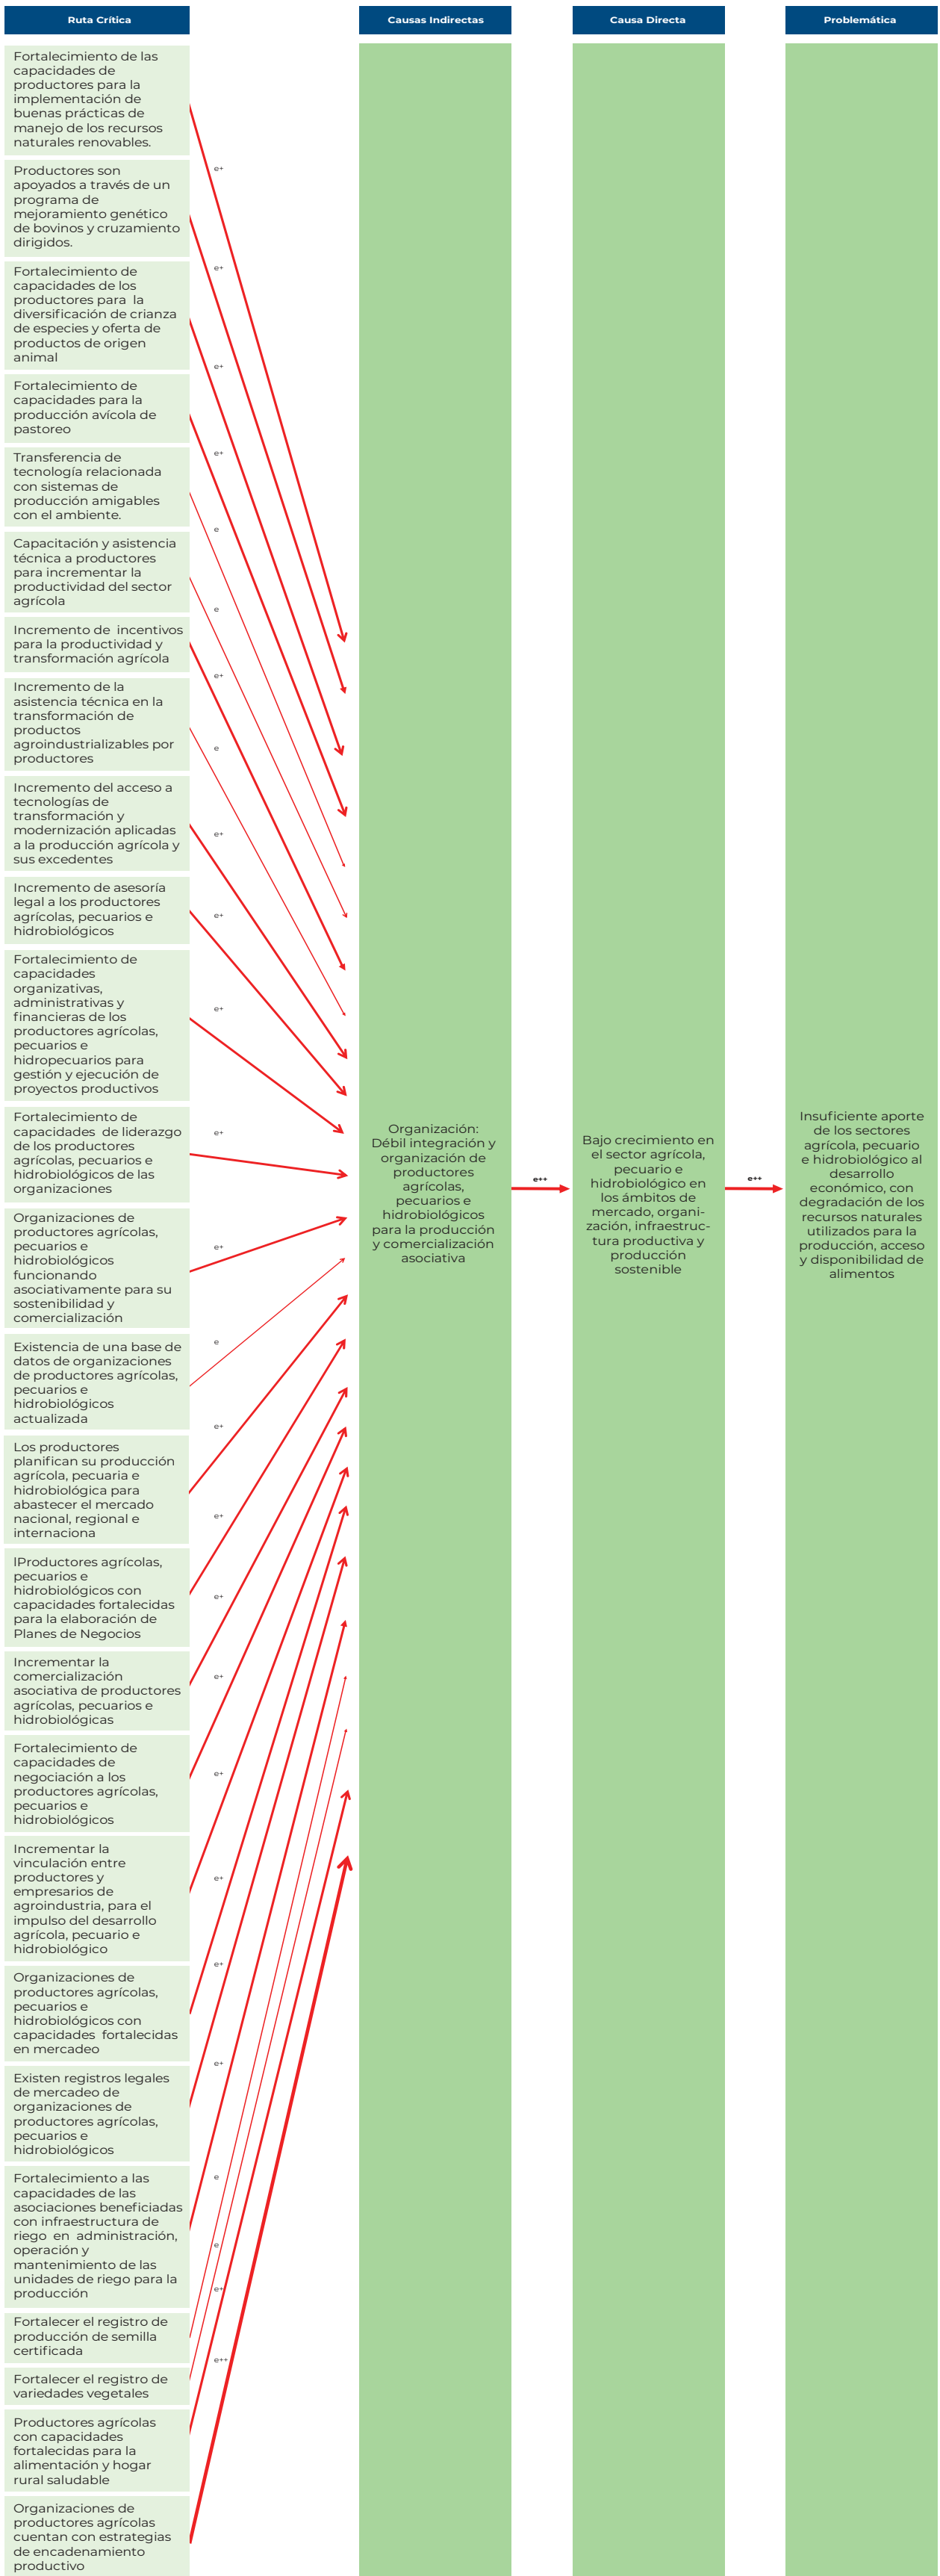 Ruta Crítica
Causas Indirectas
Causa Directa
Problemática
Fortalecimiento de las
capacidades de
productores para la
implementación de
buenas prácticas de
manejo de los recursos
naturales renovables.
e+
Productores son
apoyados a través de un
programa de
mejoramiento genético
de bovinos y cruzamiento
dirigidos.
e+
Fortalecimiento de
capacidades de los
productores para  la
diversificación de crianza
de especies y oferta de
productos de origen
animal
e+
Fortalecimiento de
capacidades para la
producción avícola de
pastoreo
e+
Transferencia de
tecnología relacionada
con sistemas de
producción amigables
con el ambiente.
e
Capacitación y asistencia
técnica a productores
para incrementar la
productividad del sector
agrícola
e
Incremento de  incentivos
para la productividad y
transformación agrícola
e+
Incremento de la
asistencia técnica en la
transformación de
productos
agroindustrializables por
productores
e
Incremento del acceso a
tecnologías de
transformación y
modernización aplicadas
a la producción agrícola y
sus excedentes
e+
Incremento de asesoría
legal a los productores
agrícolas, pecuarios e
hidrobiológicos
e+
Fortalecimiento de
capacidades
organizativas,
administrativas y
financieras de los
productores agrícolas,
pecuarios e
hidropecuarios para
gestión y ejecución de
proyectos productivos
e+
Fortalecimiento de
capacidades  de liderazgo
de los productores
agrícolas, pecuarios e
hidrobiológicos de las
organizaciones
e+
Organizaciones de
productores agrícolas,
pecuarios e
hidrobiológicos
funcionando
asociativamente para su
sostenibilidad y
comercialización
e+
Existencia de una base de
datos de organizaciones
de productores agrícolas,
pecuarios e
hidrobiológicos
actualizada
e
Los productores
planifican su producción
agrícola, pecuaria e
hidrobiológica para
abastecer el mercado
nacional, regional e
internaciona
e+
lProductores agrícolas,
pecuarios e
hidrobiológicos con
capacidades fortalecidas
para la elaboración de
Planes de Negocios
e+
Incrementar la
comercialización
asociativa de productores
agrícolas, pecuarios e
hidrobiológicas
e+
Fortalecimiento de
capacidades de
negociación a los
productores agrícolas,
pecuarios e
hidrobiológicos
e+
Incrementar la
vinculación entre
productores y
empresarios de
agroindustria, para el
impulso del desarrollo
agrícola, pecuario e
hidrobiológico
e+
Organizaciones de
productores agrícolas,
pecuarios e
hidrobiológicos con
capacidades  fortalecidas
en mercadeo
e+
Existen registros legales
de mercadeo de
organizaciones de
productores agrícolas,
pecuarios e
hidrobiológicos
e+
Fortalecimiento a las
capacidades de las
asociaciones beneficiadas
con infraestructura de
riego  en  administración,
operación y
mantenimiento de las
unidades de riego para la
producción
e+
Fortalecer el registro de
producción de semilla
certificada
e
Fortalecer el registro de
variedades vegetales
e
Productores agrícolas
con capacidades
fortalecidas para la
alimentación y hogar
rural saludable
e+
Organizaciones de
productores agrícolas
cuentan con estrategias
de encadenamiento
productivo
e++
Organización:
Débil integración y
organización de
productores
agrícolas,
pecuarios e
hidrobiológicos
para la producción
y comercialización
asociativa
e++
Bajo crecimiento en
el sector agrícola,
pecuario e
hidrobiológico en
los ámbitos de
mercado, organi-
zación, infraestruc-
tura productiva y
producción
sostenible
e++
Insuficiente aporte
de los sectores
agrícola, pecuario
e hidrobiológico al
desarrollo
económico, con
degradación de los
recursos naturales
utilizados para la
producción, acceso
y disponibilidad de
alimentos